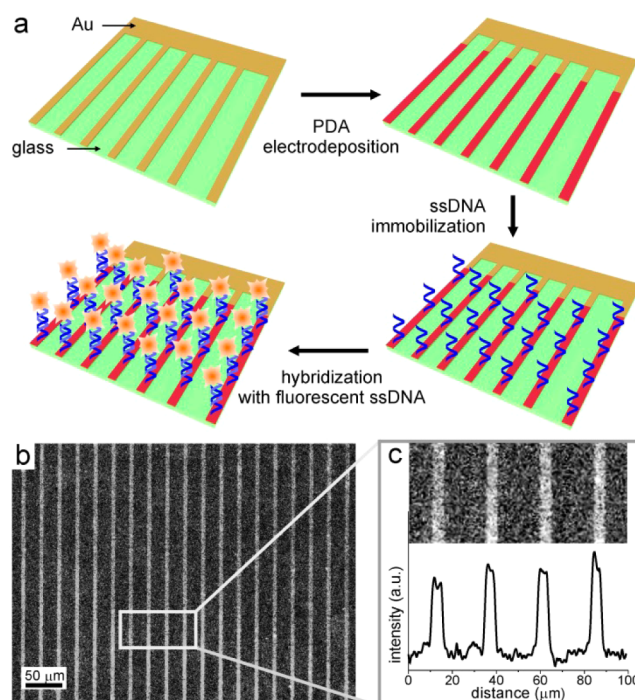 a
Au
glass
PDA
electrodeposition
ssDNA
immobilization
hybridization
with fluorescent ssDNA
b
50 μm
c
intensity (a.u.)
0 20 40 60 80 100
distance (μm)